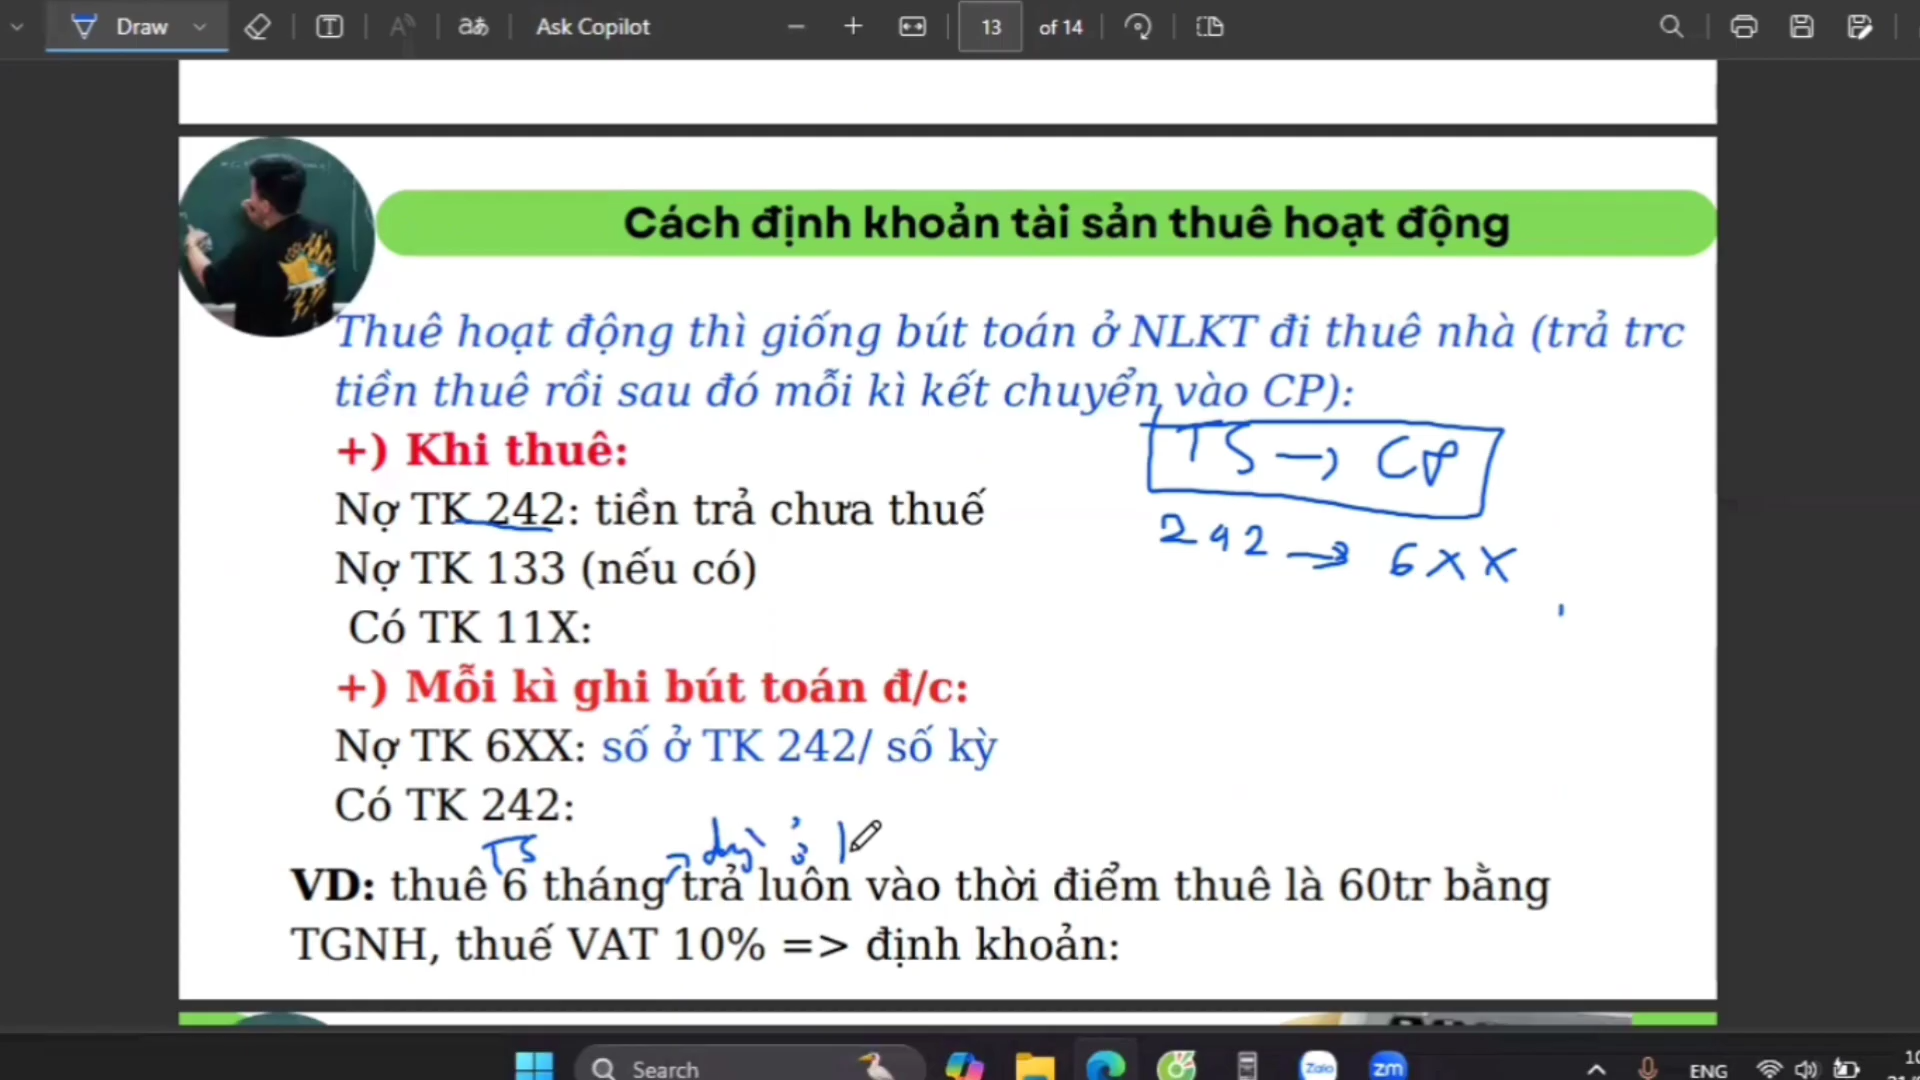 Draw
Ask Copilot
13 of 14
Cách định khoản tài sản thuê hoạt động
Thuê hoạt động thì giống bút toán ở NLKT đi thuê nhà (trả trc
tiền thuê rồi sau đó mỗi kì kết chuyển vào CP):
+) Khi thuê:
TS → CP
Nợ TK 242: tiền trả chưa thuế
242 → 6XX
Nợ TK 133 (nếu có)
Có TK 11X:
+) Mỗi kì ghi bút toán đ/c:
Nợ TK 6XX: số ở TK 242/ số kỳ
Có TK 242:
TS
VD: thuê 6 tháng trả luôn vào thời điểm thuê là 60tr bằng
TGNH, thuế VAT 10% => định khoản:
Search
Zalo
zm
ENG